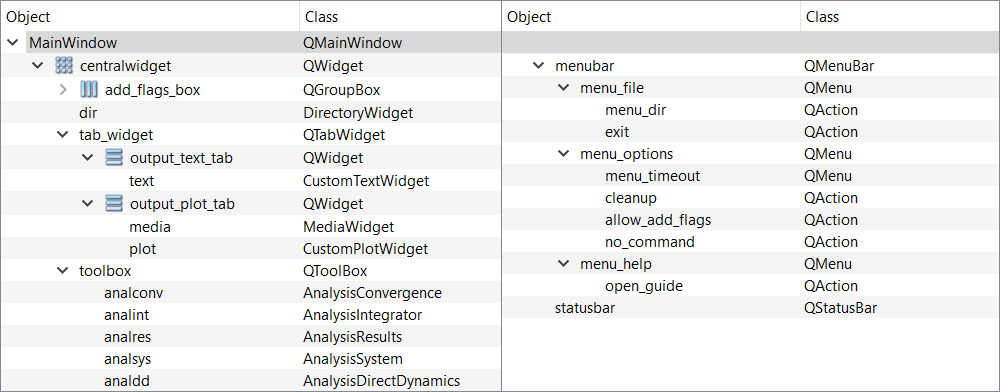 Object Class
MainWindow QMainWindow
centralwidget QWidget
add_flags_box QGroupBox
dir DirectoryWidget
tab_widget QTabWidget
output_text_tab QWidget
text CustomTextWidget
output_plot_tab QWidget
media MediaWidget
plot CustomPlotWidget
toolbox QToolBox
analconv AnalysisConvergence
analint AnalysisIntegrator
analres AnalysisResults
analsys AnalysisSystem
analdd AnalysisDirectDynamics
Object Class
menubar QMenuBar
menu_file QMenu
menu_dir QAction
exit QAction
menu_options QMenu
menu_timeout QMenu
cleanup QAction
allow_add_flags QAction
no_command QAction
menu_help QMenu
open_guide QAction
statusbar QStatusBar